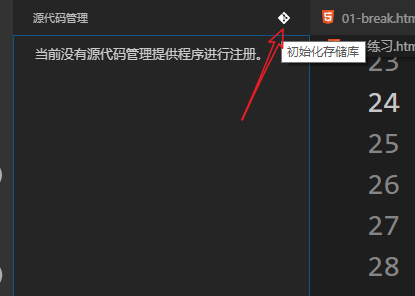 源代码管理
01-break.htm
当前没有源代码管理提供程序进行注册。
初始化存储库
练习.htm
23
24
25
26
27
28